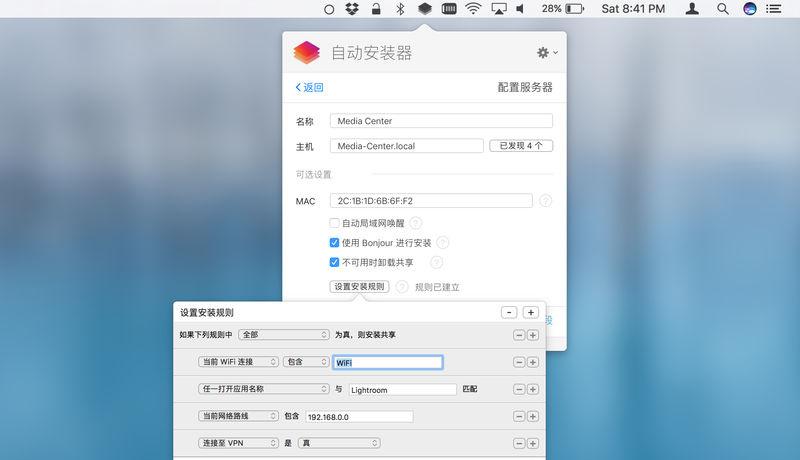 28% Sat 8:41 PM
自动安装器
返回 配置服务器
名称 Media Center
主机 Media-Center.local 已发现 4 个
可选设置
MAC 2C:1B:1D:6B:6F:F2 ?
自动局域网唤醒 ?
使用 Bonjour 进行安装 ?
不可用时卸载共享 ?
设置安装规则 ? 规则已建立
段
设置安装规则 - +
如果下列规则中 全部 为真，则安装共享
当前 WiFi 连接 包含 WiFi
任一打开应用名称 与 Lightroom 匹配
当前网络路线 包含 192.168.0.0
连接至 VPN 是 真